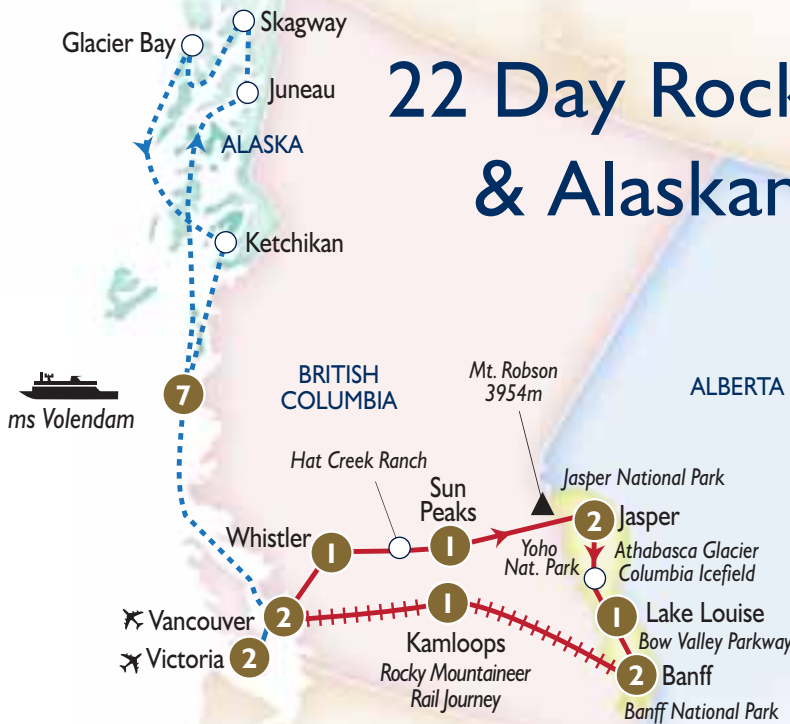 22 Day Rock
& Alaskan
Skagway
Glacier Bay
Juneau
ALASKA
Ketchikan
7
ms Volendam
BRITISH
COLUMBIA
Mt. Robson
3954m
ALBERTA
Hat Creek Ranch
Jasper National Park
Sun
Peaks
Whistler
1
1
2
Jasper
Yoho
Nat. Park
Athabasca Glacier
Columbia Icefield
Vancouver
2
1
1
Lake Louise
Bow Valley Parkway
Victoria
2
Kamloops
Rocky Mountaineer
Rail Journey
2
Banff
Banff National Park